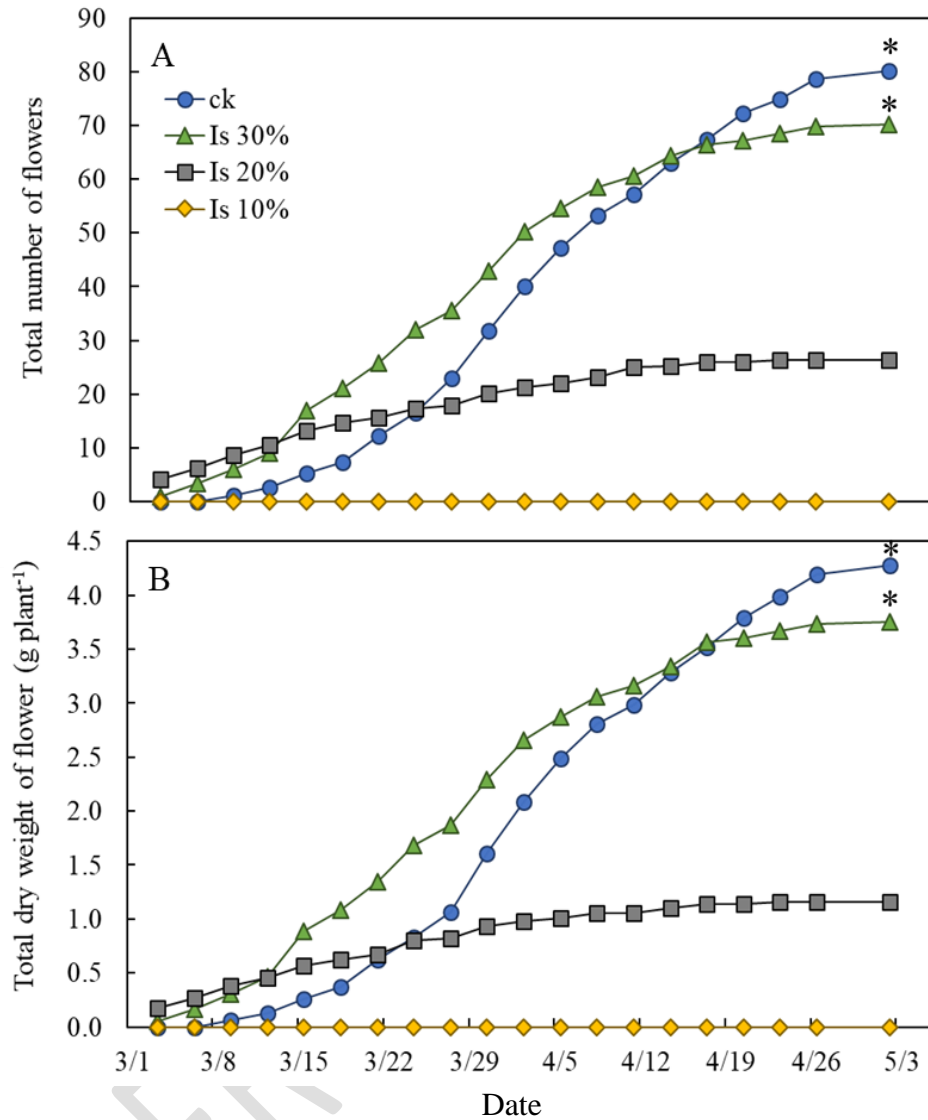 90
80
70
60
50
40
30
20
10
0
Total number of flowers
A
ck
Is 30%
Is 20%
Is 10%
*
*
4.5
4.0
3.5
3.0
2.5
2.0
1.5
1.0
0.5
0.0
Total dry weight of flower (g plant⁻¹)
B
*
*
3/1 3/8 3/15 3/22 3/29 4/5 4/12 4/19 4/26 5/3
Date